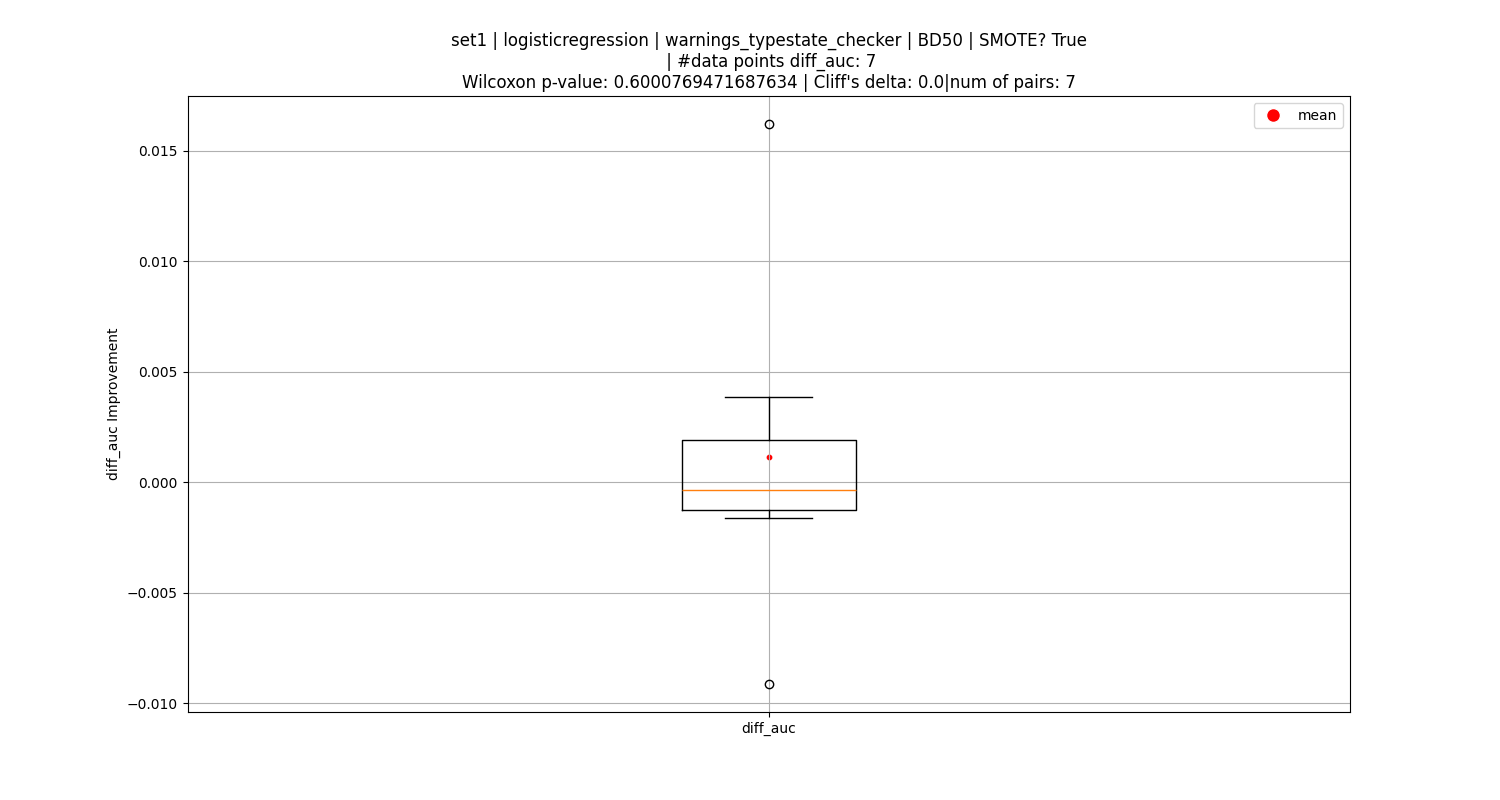 set1 | logisticregression | warnings_typestate_checker | BD50 | SMOTE? True
| #data points diff_auc: 7
Wilcoxon p-value: 0.6000769471687634 | Cliff's delta: 0.0|num of pairs: 7
mean
0.015
0.010
0.005
0.000
−0.005
−0.010
diff_auc Improvement
diff_auc